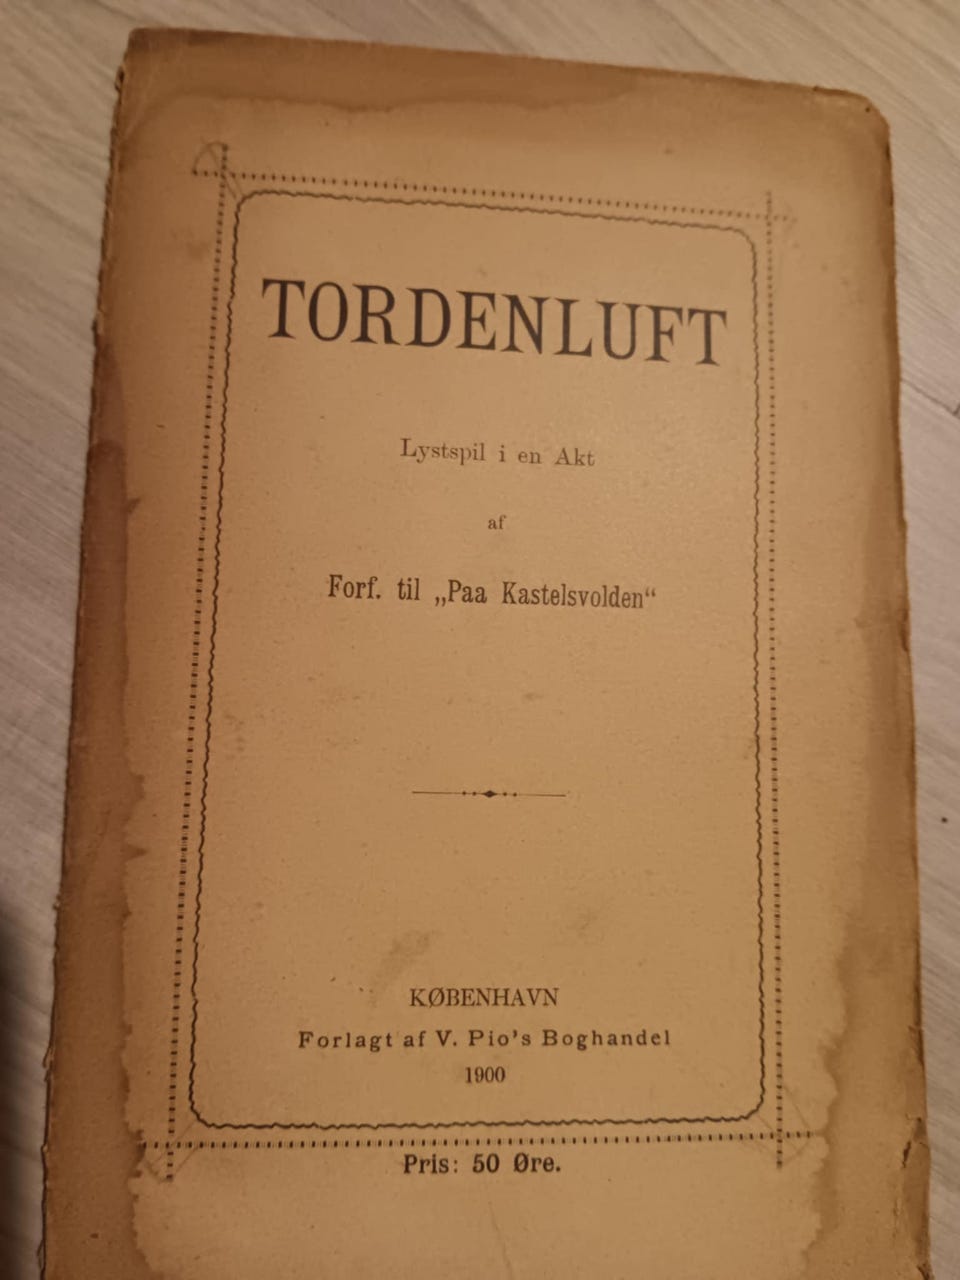 TORDENLUFT
Lystspil i en Akt
af
Forf. til „Paa Kastelsvolden“
KØBENHAVN
Forlagt af V. Pio's Boghandel
1900
Pris: 50 Øre.